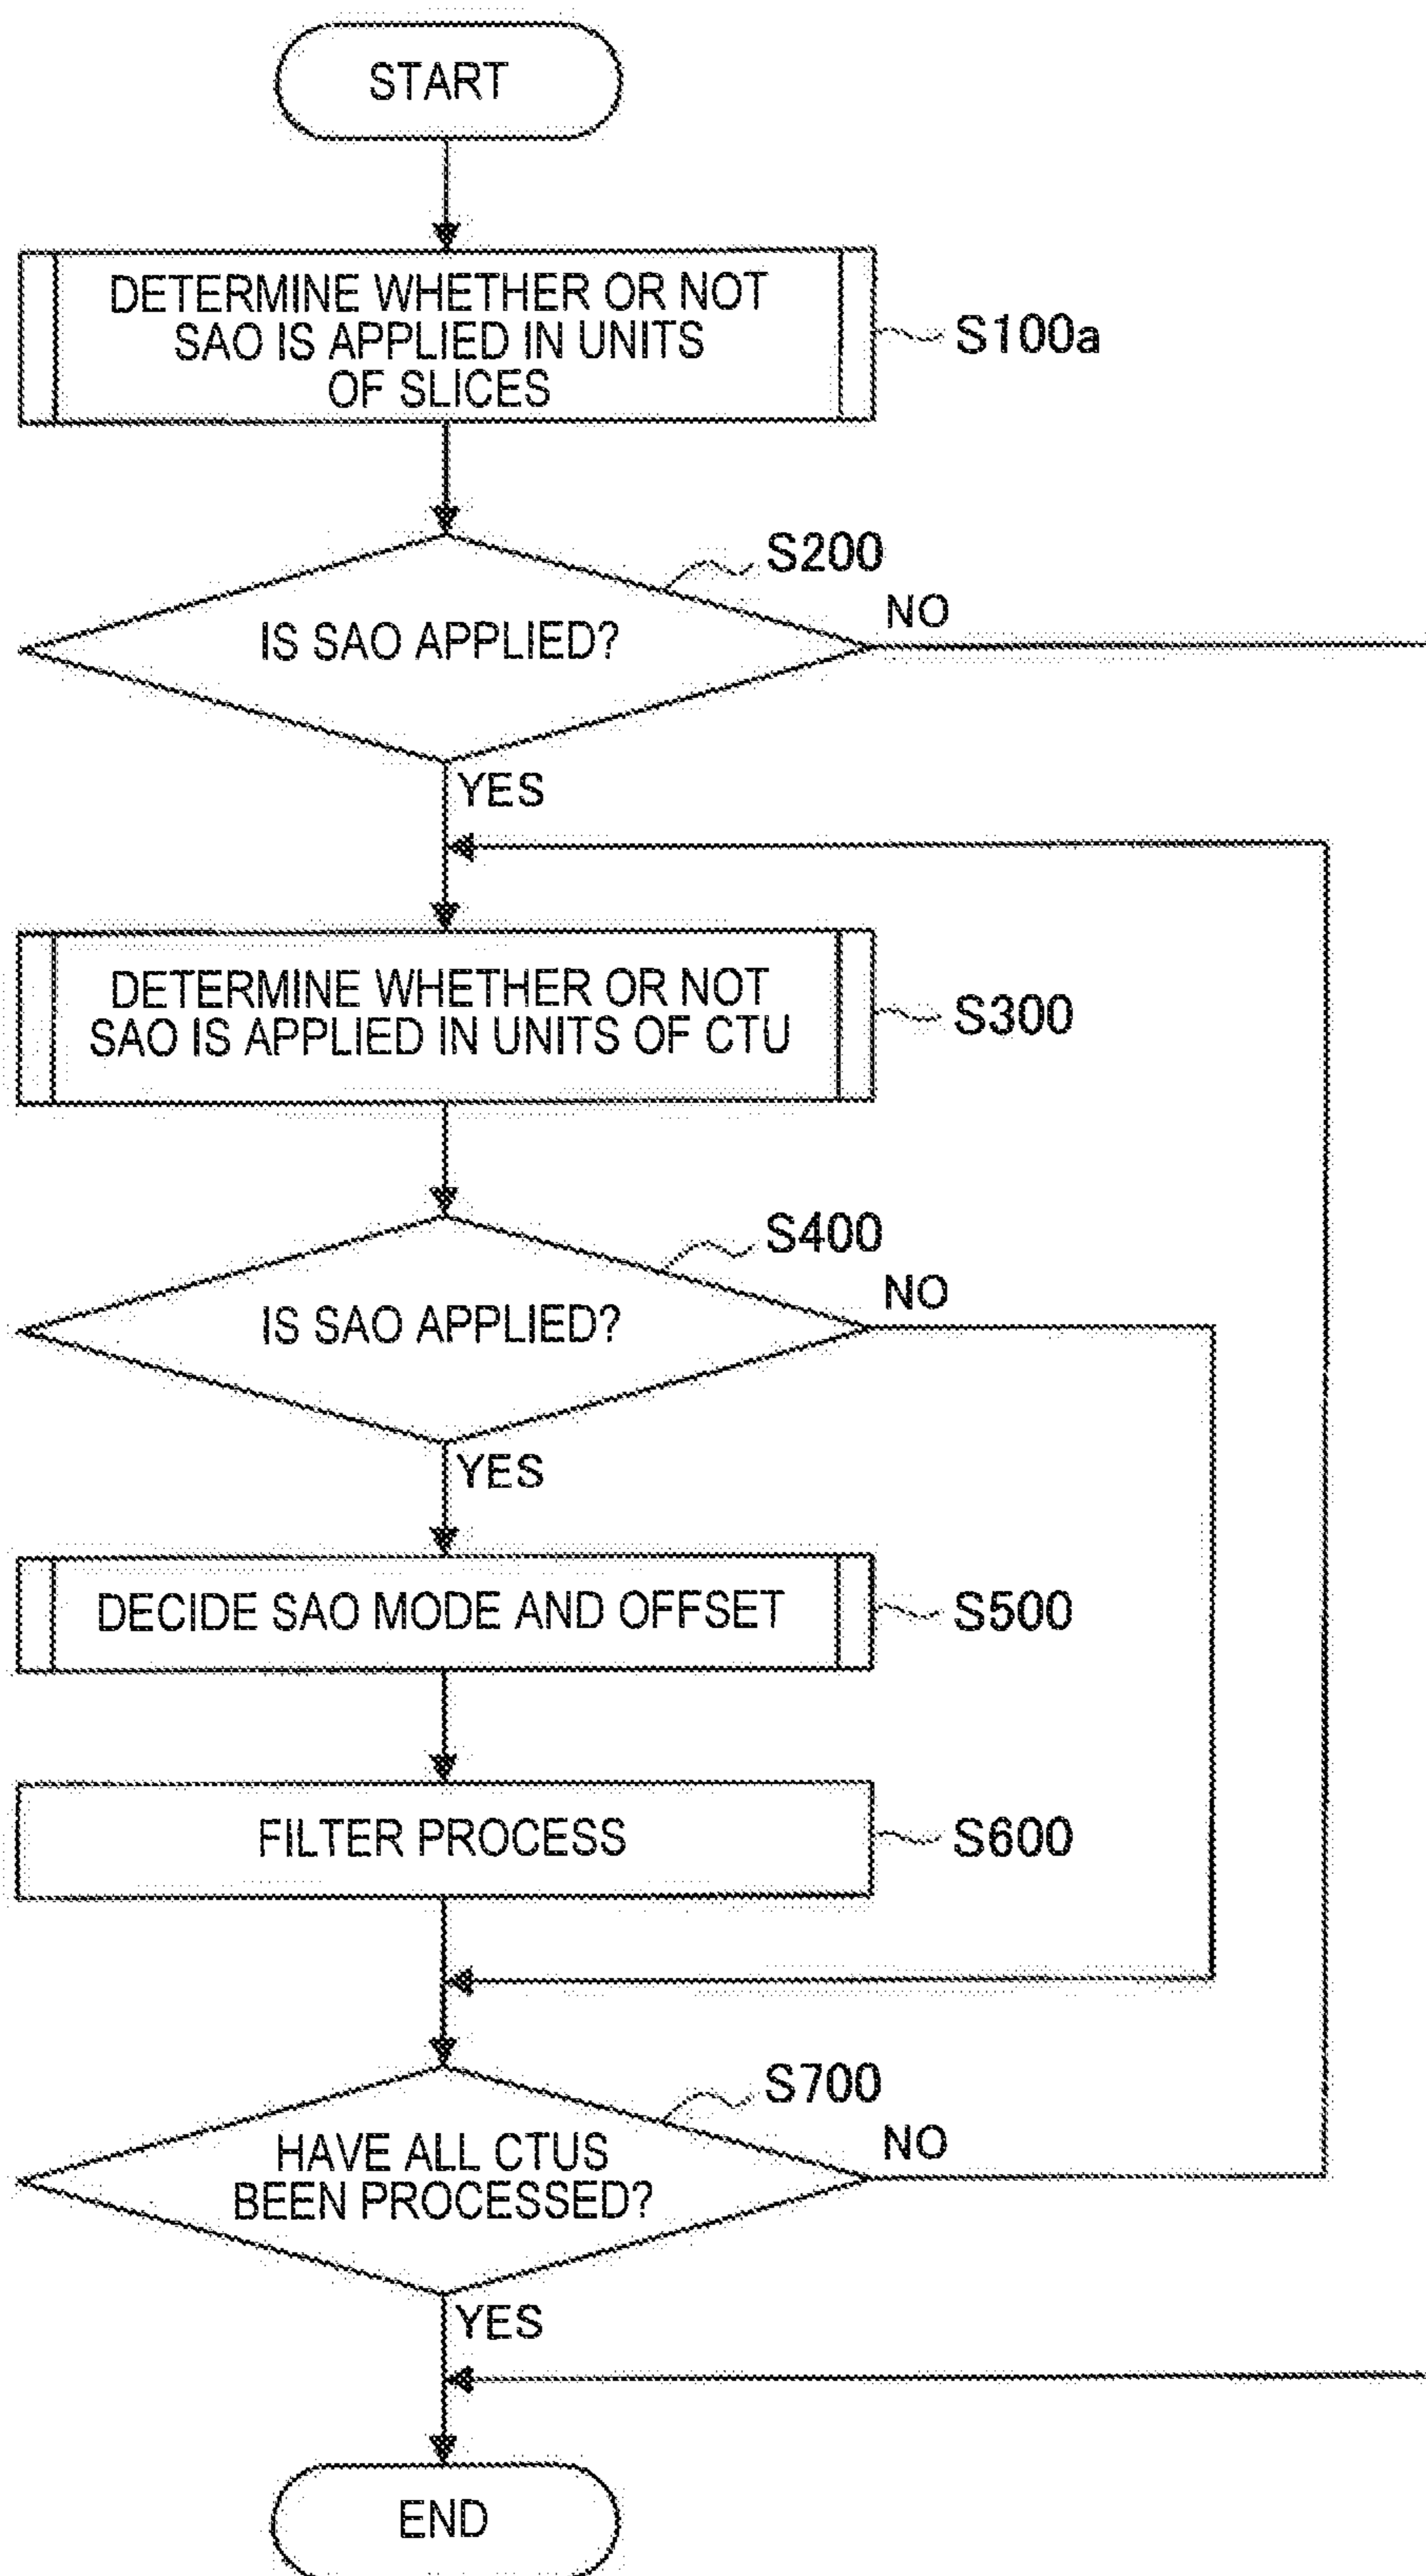 START
DETERMINE WHETHER OR NOT
SAO IS APPLIED IN UNITS
OF SLICES
S100a
S200
IS SAO APPLIED?
NO
YES
DETERMINE WHETHER OR NOT
SAO IS APPLIED IN UNITS OF CTU
S300
S400
IS SAO APPLIED?
NO
YES
DECIDE SAO MODE AND OFFSET
S500
FILTER PROCESS
S600
S700
HAVE ALL CTUS
BEEN PROCESSED?
NO
YES
END